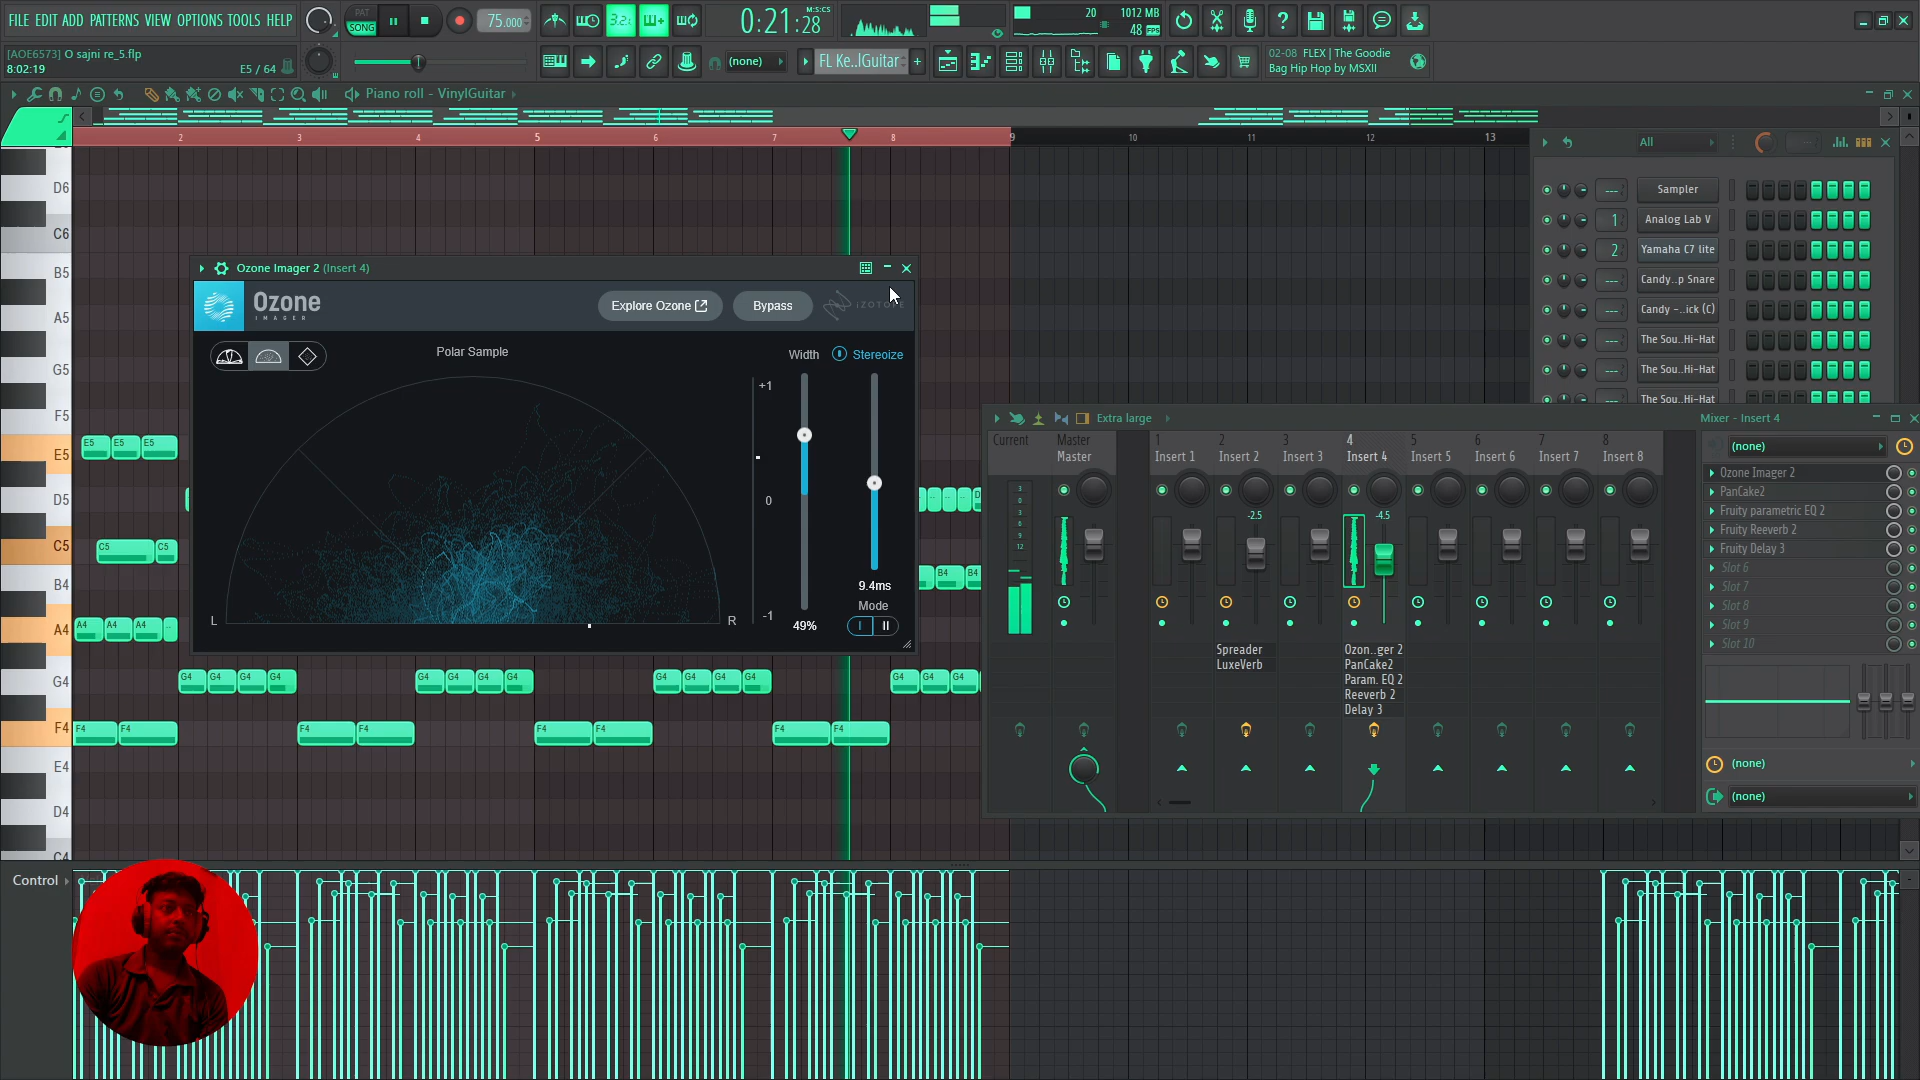 FILE EDIT ADD PATTERNS VIEW OPTIONS TOOLS HELP
PAT
SONG
75.000
3.2:
0:21:28
M:S:CS
20
1012 MB
48 FPS
[AOE6573] O sajni re_5.flp
8:02:19
E5 / 64
(none)
FL Ke..lGuitar
02-08 FLEX | The Goodie
Bag Hip Hop by MSXII
Piano roll - VinylGuitar
2 3 4 5 6 7 8 9 10 11 12 13
All
D6
C6
B5
A5
G5
F5
E5
D5
C5
B4
A4
G4
F4
E4
D4
C4
E5 E5 E5
C5 C5
A4 A4 A4
G4 G4 G4 G4 G4 G4 G4 G4 G4 G4 G4 G4 G4 G4 G4
F4 F4 F4 F4 F4 F4 F4 F4
B4 B4
Ozone Imager 2 (Insert 4)
Ozone
IMAGER
Explore Ozone
Bypass
iZOTOPE
Polar Sample
Width
Stereoize
+1
0
-1
L
R
49%
9.4ms
Mode
I II
--- Sampler
1 Analog Lab V
2 Yamaha C7 lite
--- Candy..p Snare
--- Candy -..ick (C)
--- The Sou..Hi-Hat
--- The Sou..Hi-Hat
The Sou..Hi-Hat
Extra large
Mixer - Insert 4
Current
Master
Master
1 2 3 4 5 6 7 8
Insert 1 Insert 2 Insert 3 Insert 4 Insert 5 Insert 6 Insert 7 Insert 8
-2.5
-4.5
3
0
3
6
9
12
Spreader
LuxeVerb
Ozon..ger 2
PanCake2
Param. EQ 2
Reeverb 2
Delay 3
(none)
Ozone Imager 2
PanCake2
Fruity parametric EQ 2
Fruity Reeverb 2
Fruity Delay 3
Slot 6
Slot 7
Slot 8
Slot 9
Slot 10
(none)
(none)
Control